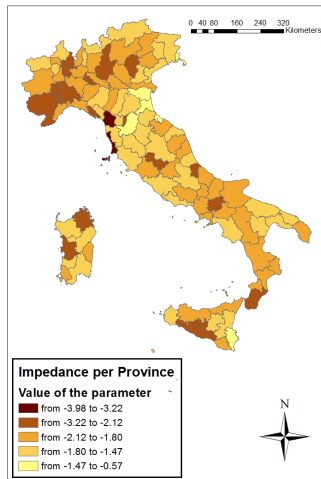 0 40 80 160 240 320
Kilometers
Impedance per Province
Value of the parameter
from -3.98 to -3.22
from -3.22 to -2.12
from -2.12 to -1.80
from -1.80 to -1.47
from -1.47 to -0.57
N